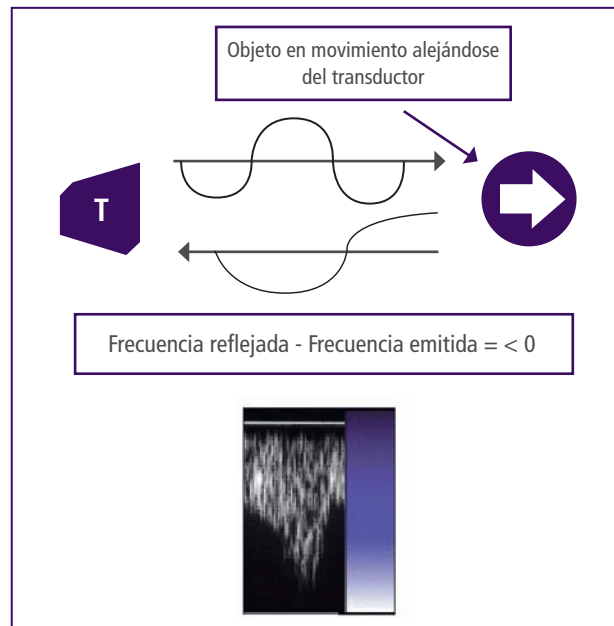 Objeto en movimiento alejándose
del transductor
T
Frecuencia reflejada - Frecuencia emitida = < 0